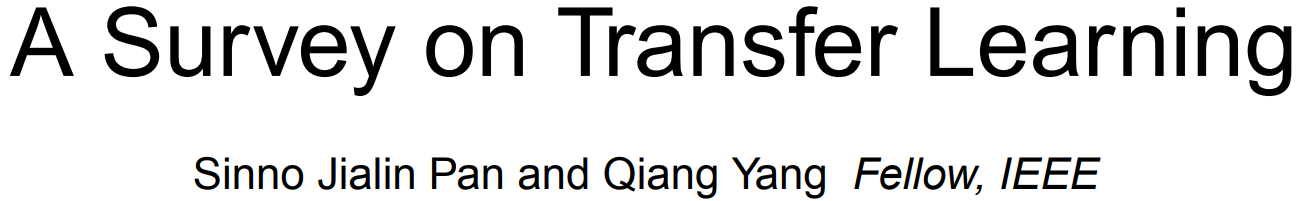 A Survey on Transfer Learning
Sinno Jialin Pan and Qiang Yang Fellow, IEEE